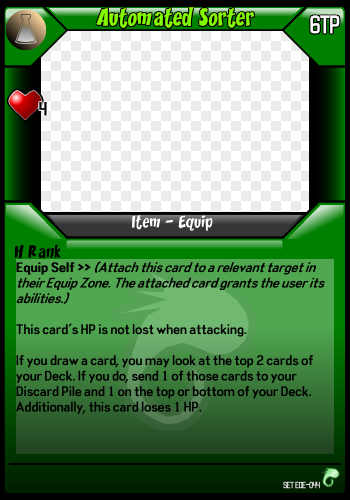 Automated Sorter
6TP
4
Item - Equip
H Rank
Equip Self >> (Attach this card to a relevant target in
their Equip Zone. The attached card grants the user its
abilities.)
This card's HP is not lost when attacking.
If you draw a card, you may look at the top 2 cards of
your Deck. If you do, send 1 of those cards to your
Discard Pile and 1 on the top or bottom of your Deck.
Additionally, this card loses 1 HP.
SET EDE-044